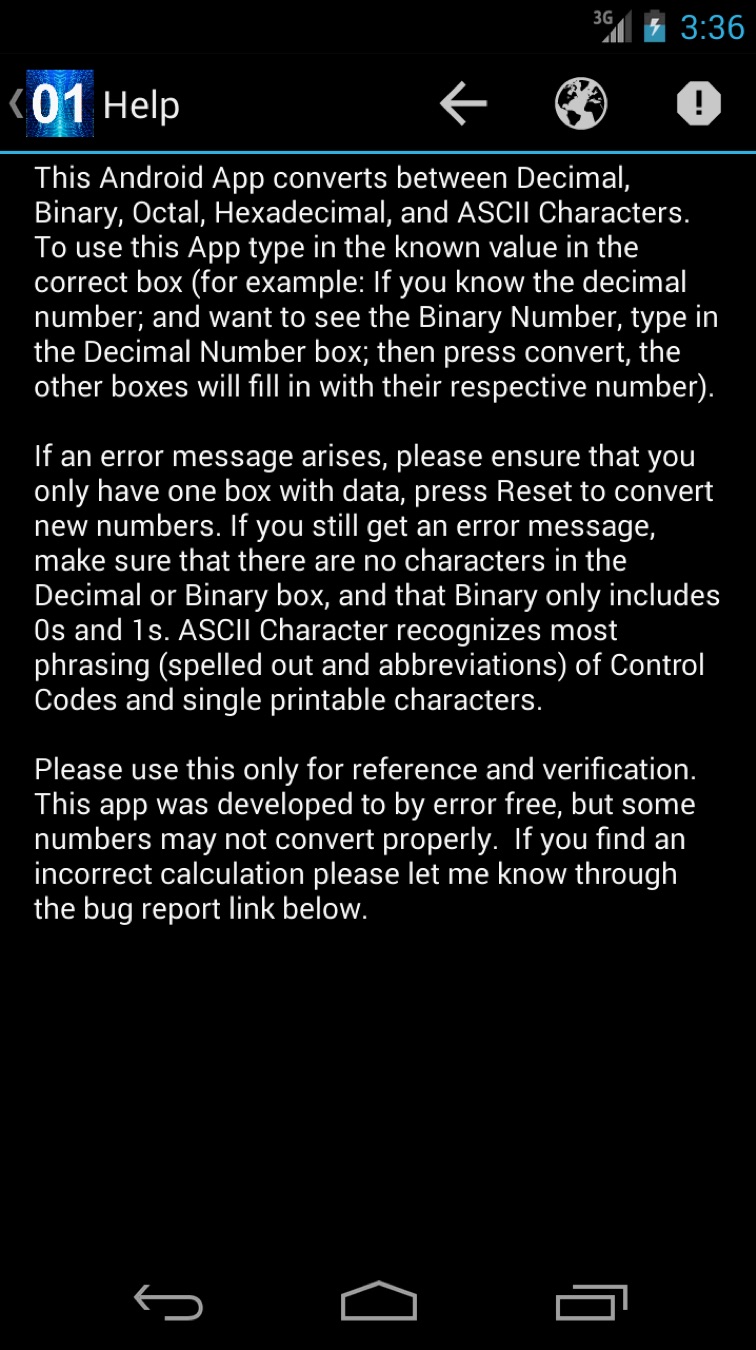 3G 3:36
01 Help
This Android App converts between Decimal,
Binary, Octal, Hexadecimal, and ASCII Characters.
To use this App type in the known value in the
correct box (for example: If you know the decimal
number; and want to see the Binary Number, type in
the Decimal Number box; then press convert, the
other boxes will fill in with their respective number).
If an error message arises, please ensure that you
only have one box with data, press Reset to convert
new numbers. If you still get an error message,
make sure that there are no characters in the
Decimal or Binary box, and that Binary only includes
0s and 1s. ASCII Character recognizes most
phrasing (spelled out and abbreviations) of Control
Codes and single printable characters.
Please use this only for reference and verification.
This app was developed to by error free, but some
numbers may not convert properly.  If you find an
incorrect calculation please let me know through
the bug report link below.